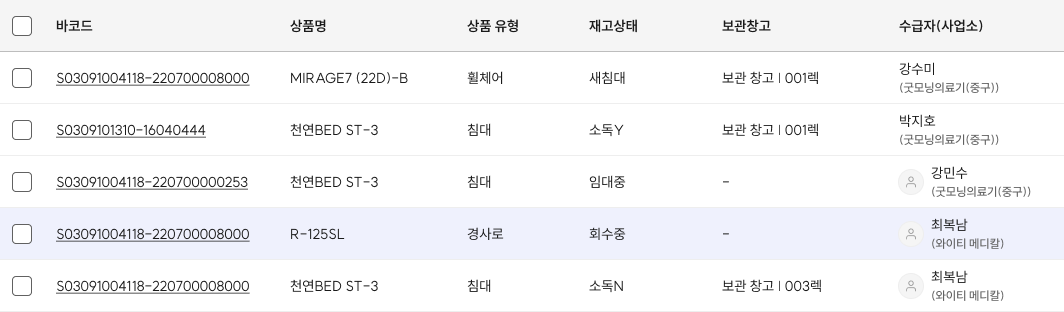 바코드 상품명 상품 유형 재고상태 보관창고 수급자(사업소)
S03091004118-220700008000 MIRAGE7 (22D)-B 휠체어 새침대 보관 창고 | 001렉 강수미
(굿모닝의료기(중구))
S0309101310-16040444 천연BED ST-3 침대 소독Y 보관 창고 | 001렉 박지호
(굿모닝의료기(중구))
S03091004118-220700000253 천연BED ST-3 침대 임대중 - 강민수
(굿모닝의료기(중구))
S03091004118-220700008000 R-125SL 경사로 회수중 - 최복남
(와이티 메디칼)
S03091004118-220700008000 천연BED ST-3 침대 소독N 보관 창고 | 003렉 최복남
(와이티 메디칼)